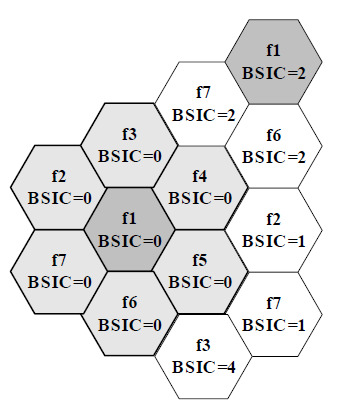 f1
BSIC=2
f7
BSIC=2
f3
BSIC=0
f6
BSIC=2
f2
BSIC=0
f4
BSIC=0
f1
BSIC=0
f2
BSIC=1
f7
BSIC=0
f5
BSIC=0
f6
BSIC=0
f7
BSIC=1
f3
BSIC=4